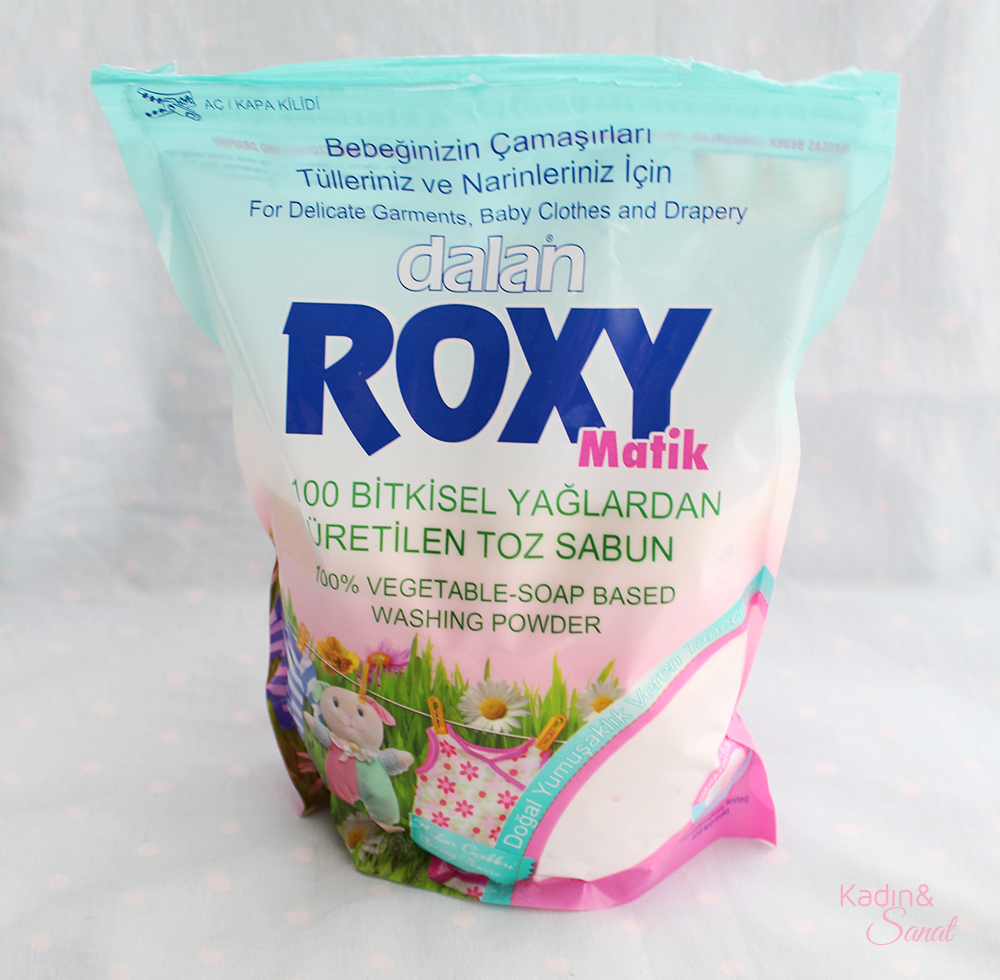 AÇ / KAPA KİLİDİ
Bebeğinizin Çamaşırları
Tülleriniz ve Narinleriniz İçin
For Delicate Garments, Baby Clothes and Drapery
dalan®
ROXY
Matik
100 BİTKİSEL YAĞLARDAN
ÜRETİLEN TOZ SABUN
100% VEGETABLE-SOAP BASED
WASHING POWDER
Doğal Yumuşaklık Veren
Kadın&
Sanat